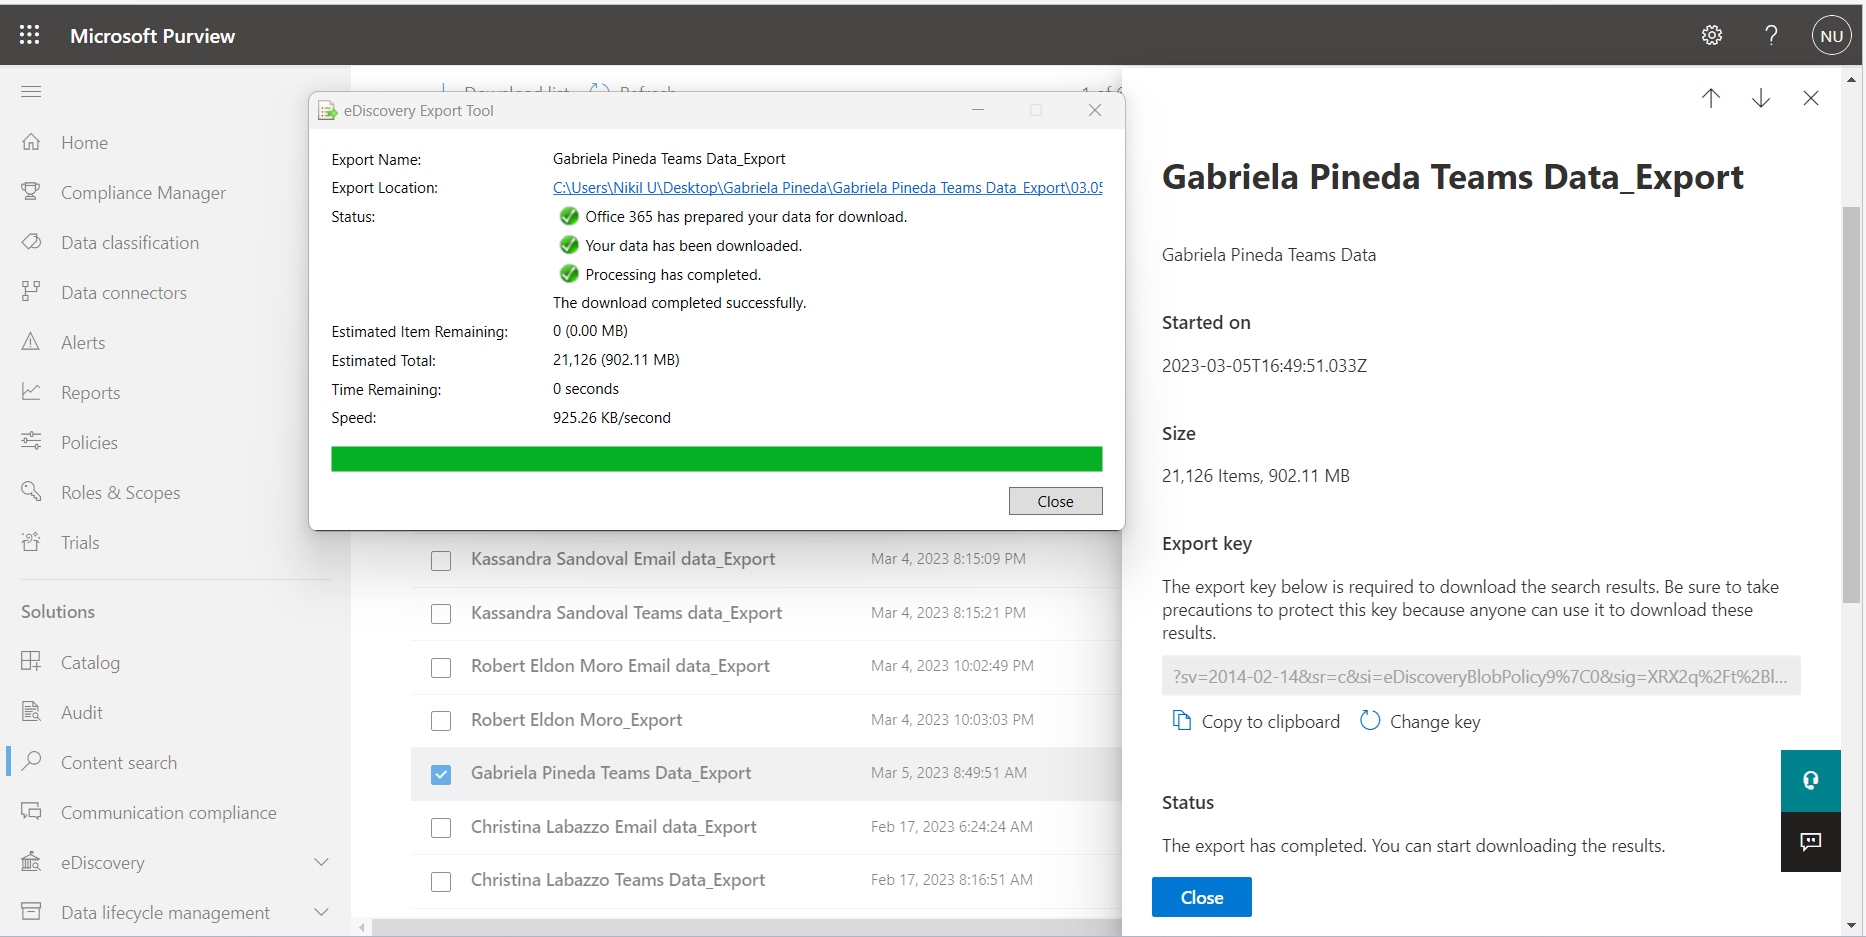 Microsoft Purview
NU
Home
Compliance Manager
Data classification
Data connectors
Alerts
Reports
Policies
Roles & Scopes
Trials
Solutions
Catalog
Audit
Content search
Communication compliance
eDiscovery
Data lifecycle management
Download list
Refresh
eDiscovery Export Tool
Export Name: Gabriela Pineda Teams Data_Export
Export Location: C:\Users\Nikil U\Desktop\Gabriela Pineda\Gabriela Pineda Teams Data_Export\03.05
Status: Office 365 has prepared your data for download.
Your data has been downloaded.
Processing has completed.
The download completed successfully.
Estimated Item Remaining: 0 (0.00 MB)
Estimated Total: 21,126 (902.11 MB)
Time Remaining: 0 seconds
Speed: 925.26 KB/second
Close
Kassandra Sandoval Email data_Export Mar 4, 2023 8:15:09 PM
Kassandra Sandoval Teams data_Export Mar 4, 2023 8:15:21 PM
Robert Eldon Moro Email data_Export Mar 4, 2023 10:02:49 PM
Robert Eldon Moro_Export Mar 4, 2023 10:03:03 PM
Gabriela Pineda Teams Data_Export Mar 5, 2023 8:49:51 AM
Christina Labazzo Email data_Export Feb 17, 2023 6:24:24 AM
Christina Labazzo Teams Data_Export Feb 17, 2023 8:16:51 AM
Gabriela Pineda Teams Data_Export
Gabriela Pineda Teams Data
Started on
2023-03-05T16:49:51.033Z
Size
21,126 Items, 902.11 MB
Export key
The export key below is required to download the search results. Be sure to take
precautions to protect this key because anyone can use it to download these
results.
?sv=2014-02-14&sr=c&si=eDiscoveryBlobPolicy9%7C0&sig=XRX2q%2Ft%2Bl...
Copy to clipboard Change key
Status
The export has completed. You can start downloading the results.
Close